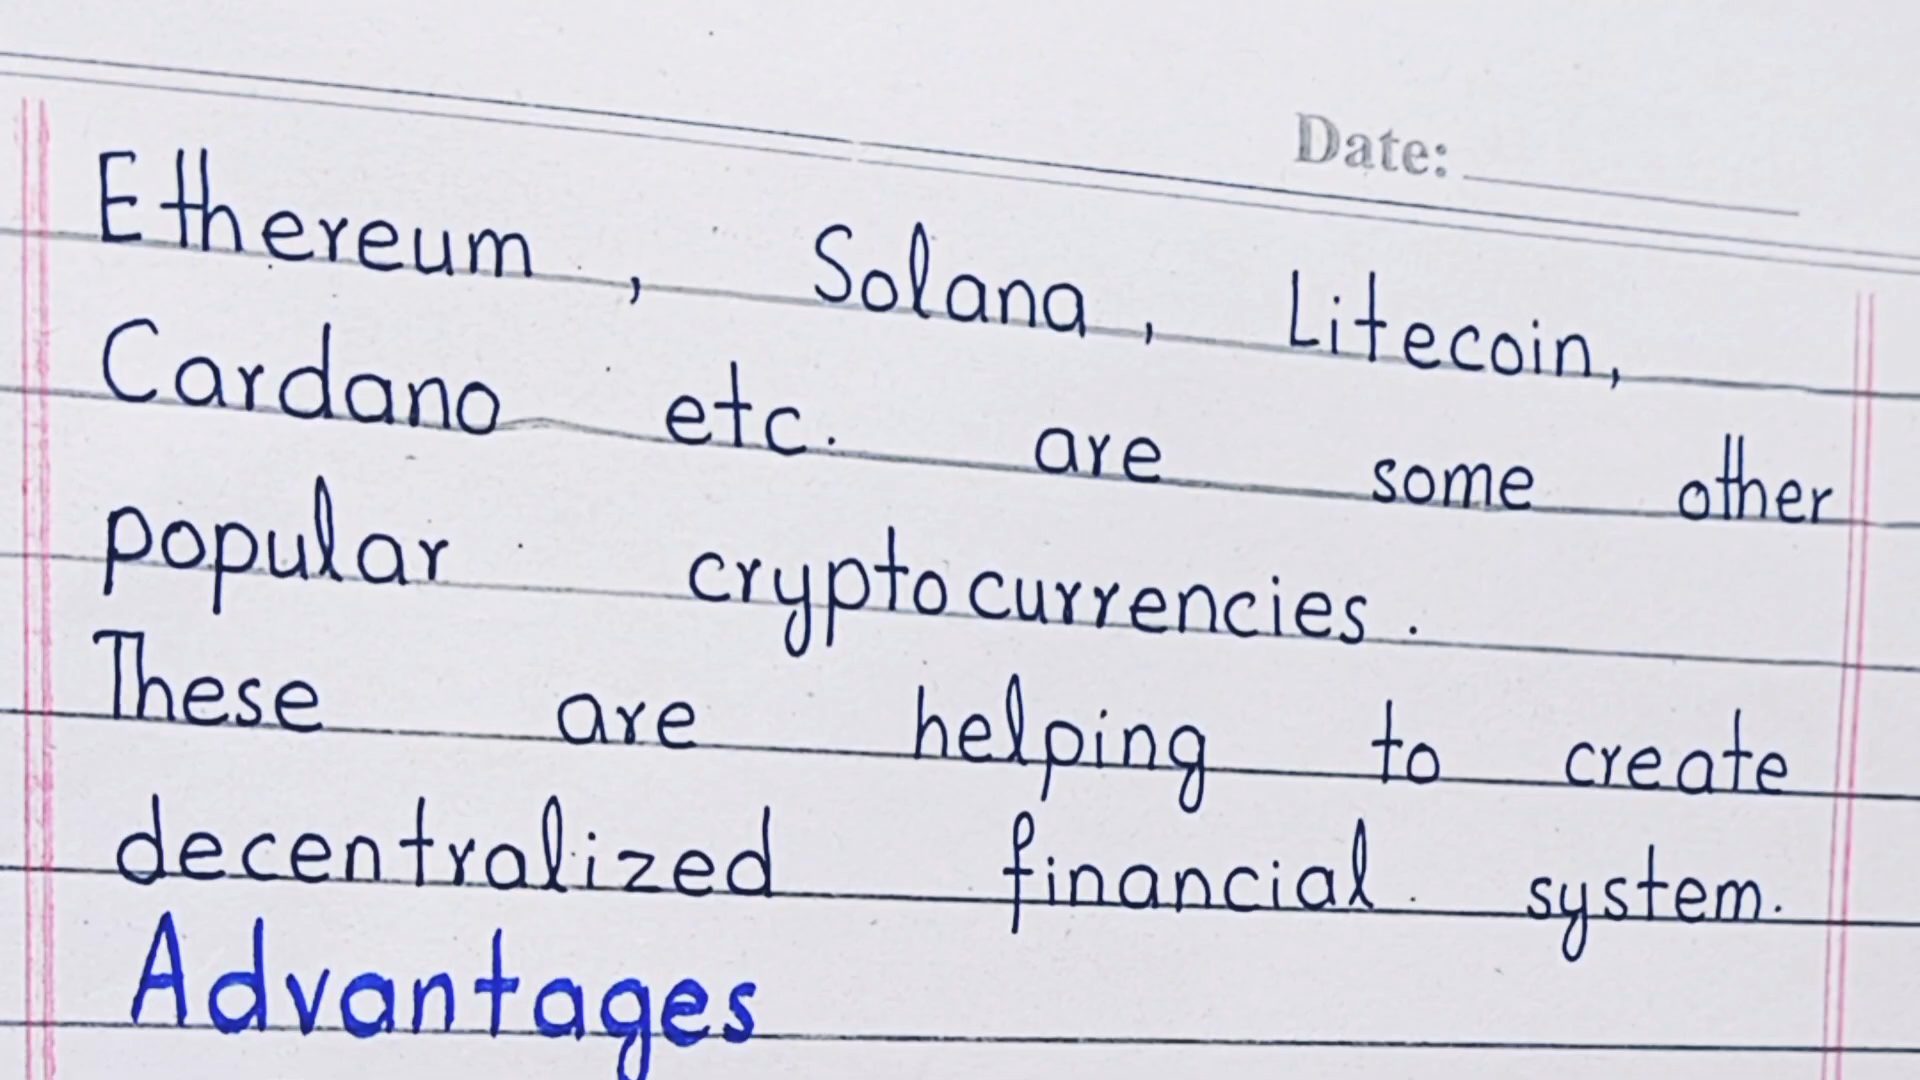 Date:
Ethereum , Solana, Litecoin,
Cardano etc. are some other
popular cryptocurrencies.
These are helping to create
decentralized financial system.
Advantages